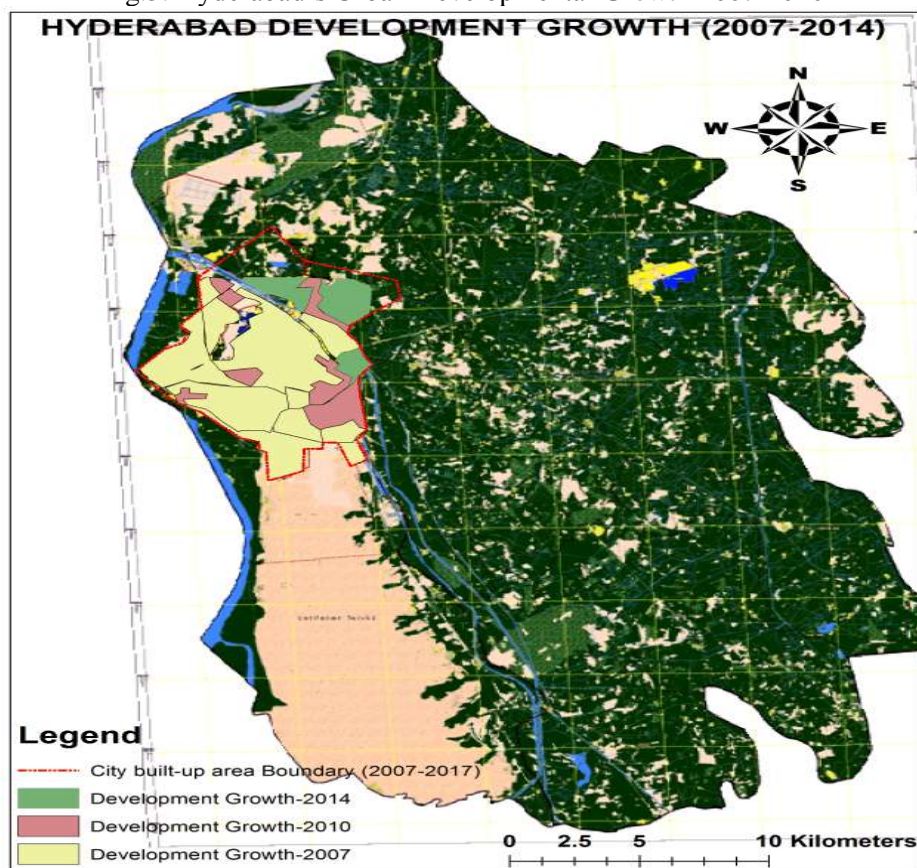 HYDERABAD DEVELOPMENT GROWTH (2007-2014)
N
W E
S
Legend
City built-up area Boundary (2007-2017)
Development Growth-2014
Development Growth-2010
Development Growth-2007
0 2.5 5 10 Kilometers